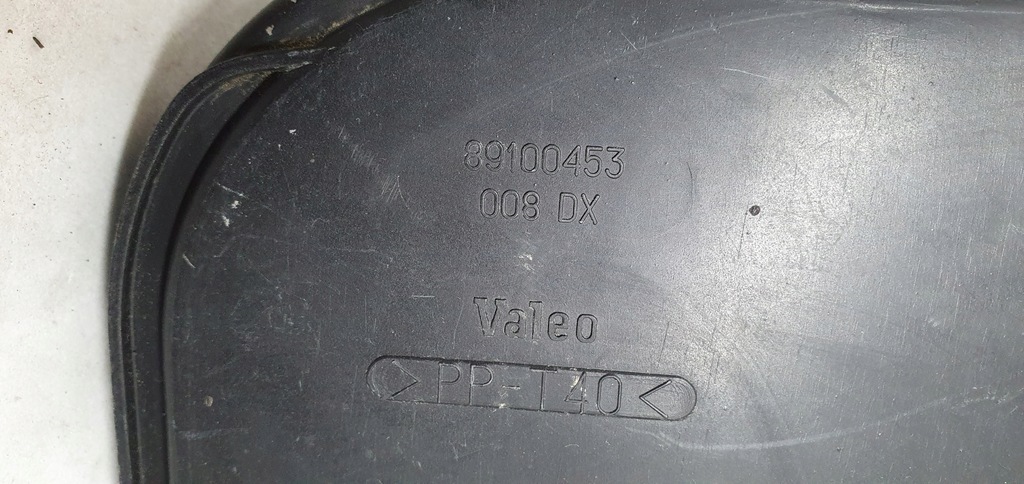 89100453
008 DX
Valeo
>PP-T40<